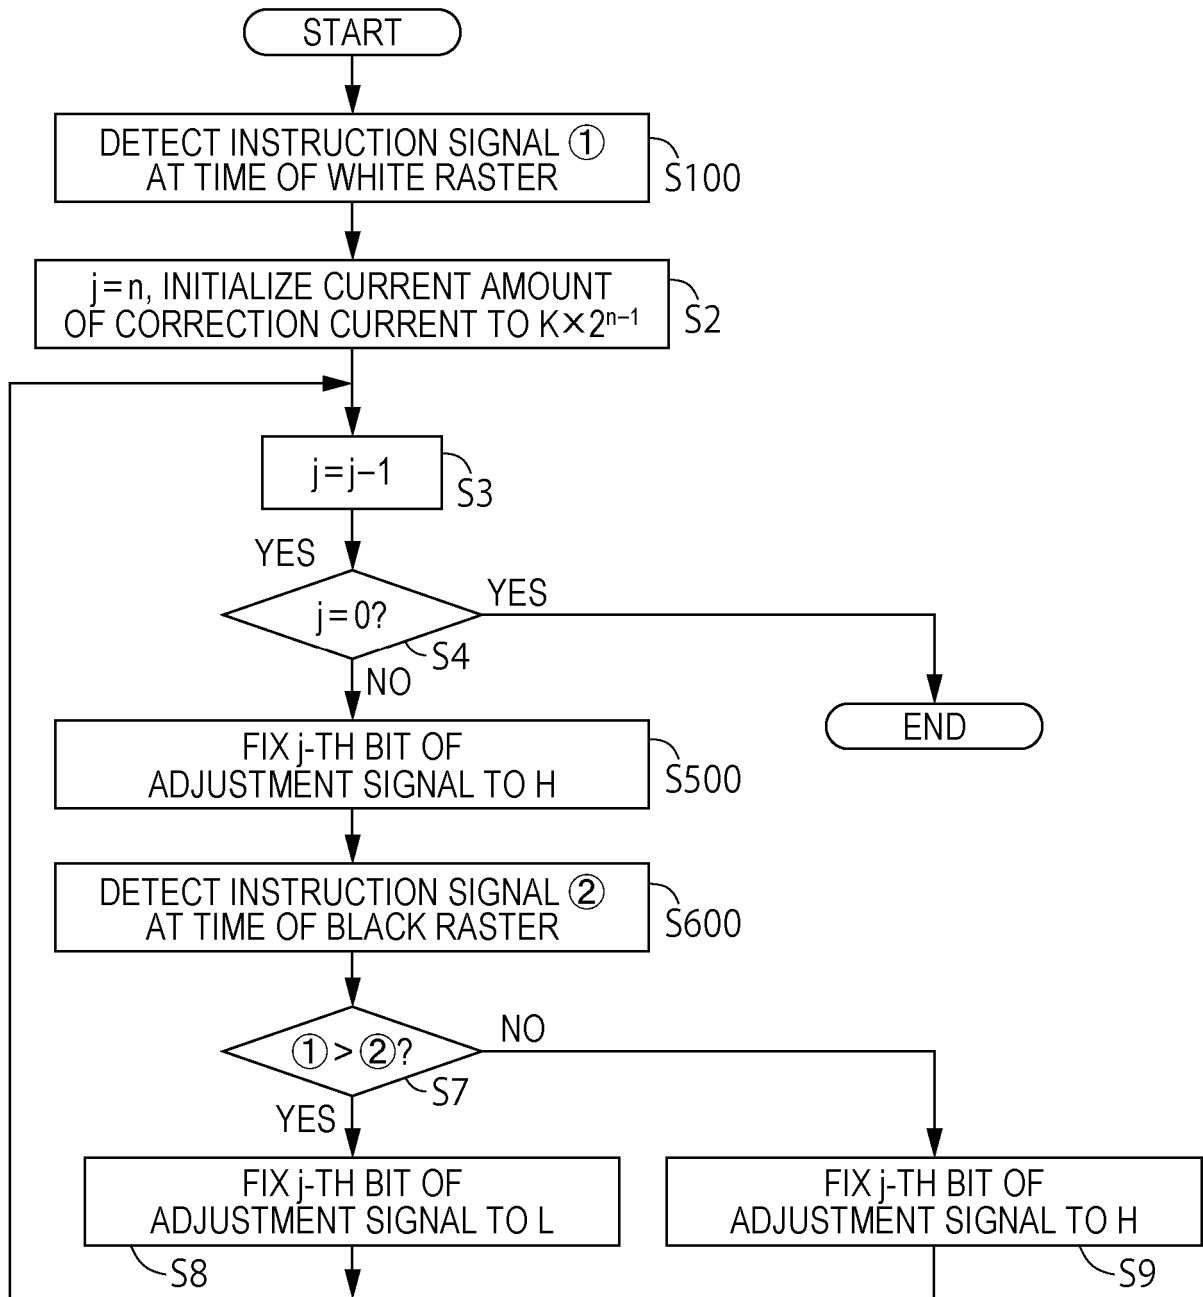 START
DETECT INSTRUCTION SIGNAL ①
AT TIME OF WHITE RASTER
S100
j=n, INITIALIZE CURRENT AMOUNT
OF CORRECTION CURRENT TO K×2ⁿ⁻¹
S2
j=j−1
S3
YES
j=0?
YES
S4
NO
END
FIX j-TH BIT OF
ADJUSTMENT SIGNAL TO H
S500
DETECT INSTRUCTION SIGNAL ②
AT TIME OF BLACK RASTER
S600
①>②?
NO
S7
YES
FIX j-TH BIT OF
ADJUSTMENT SIGNAL TO L
S8
FIX j-TH BIT OF
ADJUSTMENT SIGNAL TO H
S9